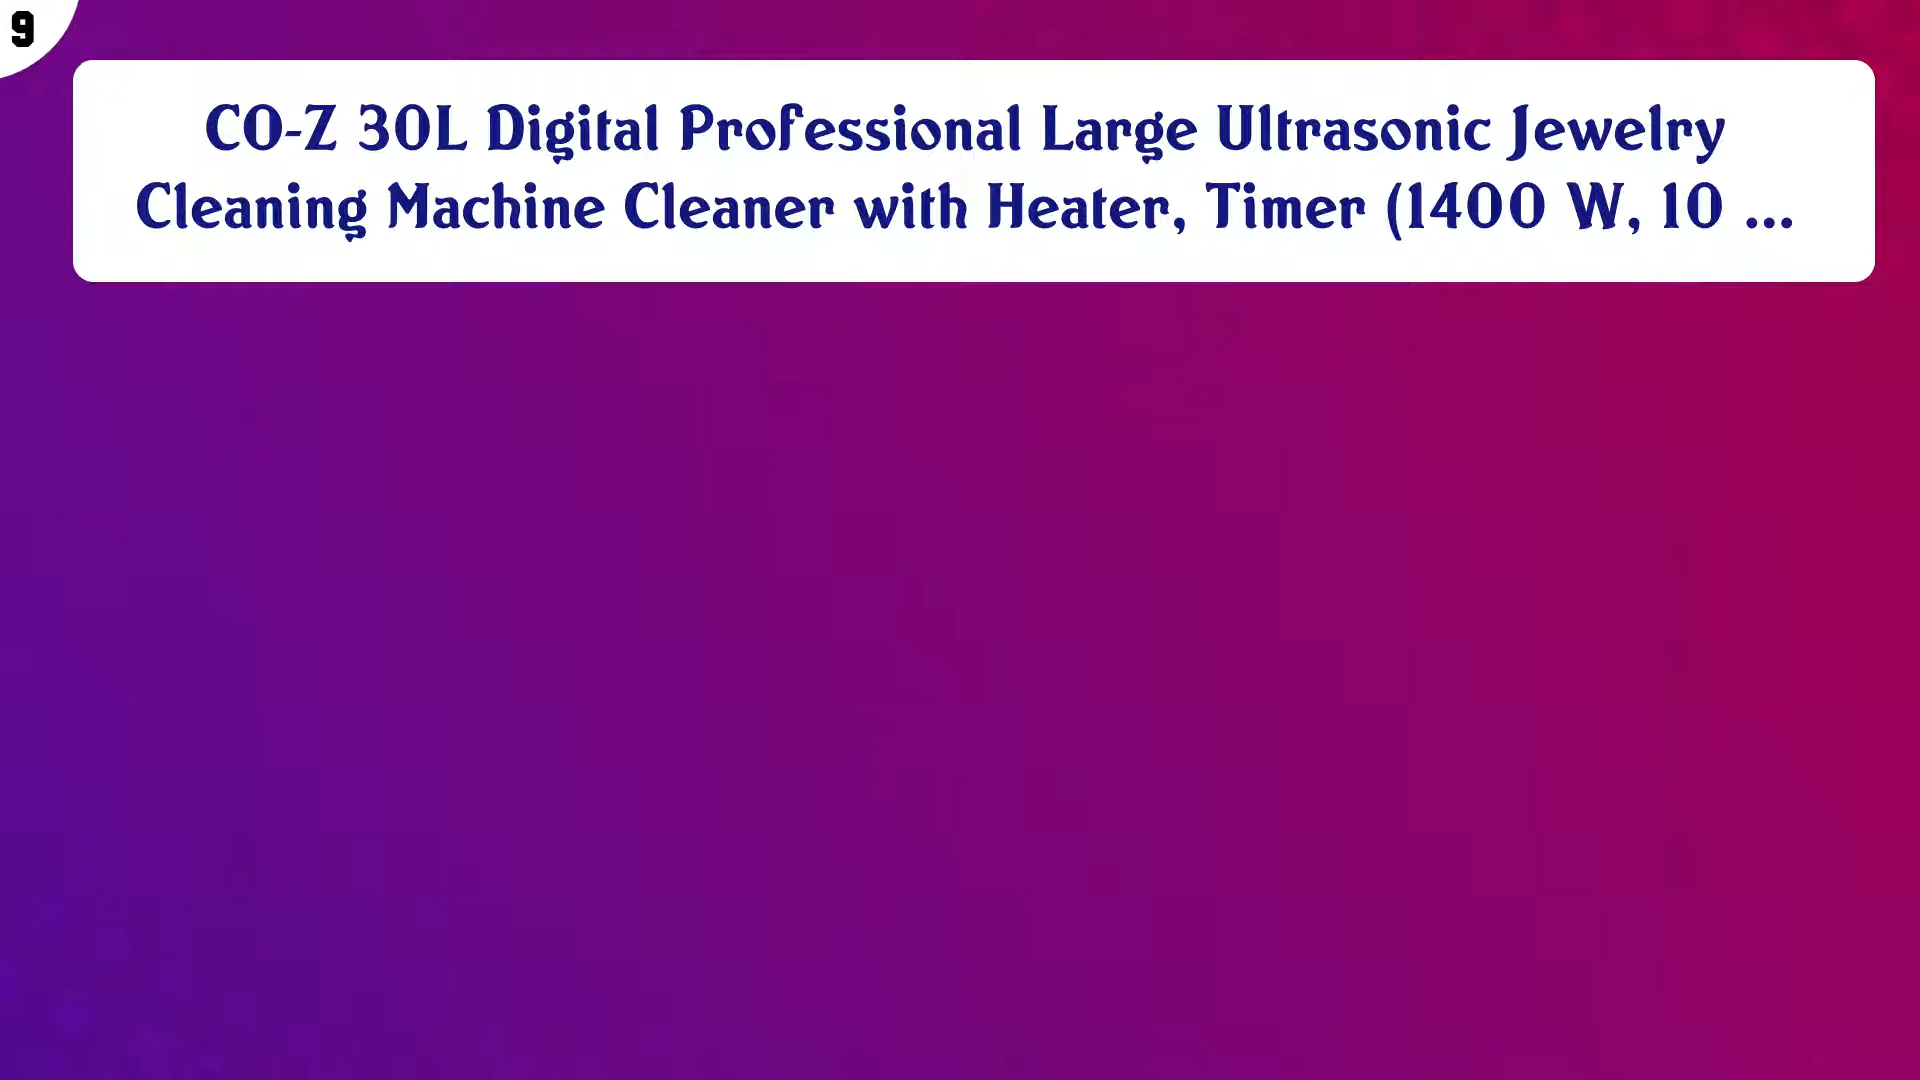 9
CO-Z 30L Digital Professional Large Ultrasonic Jewelry
Cleaning Machine Cleaner with Heater, Timer (1400 W, 10 ...